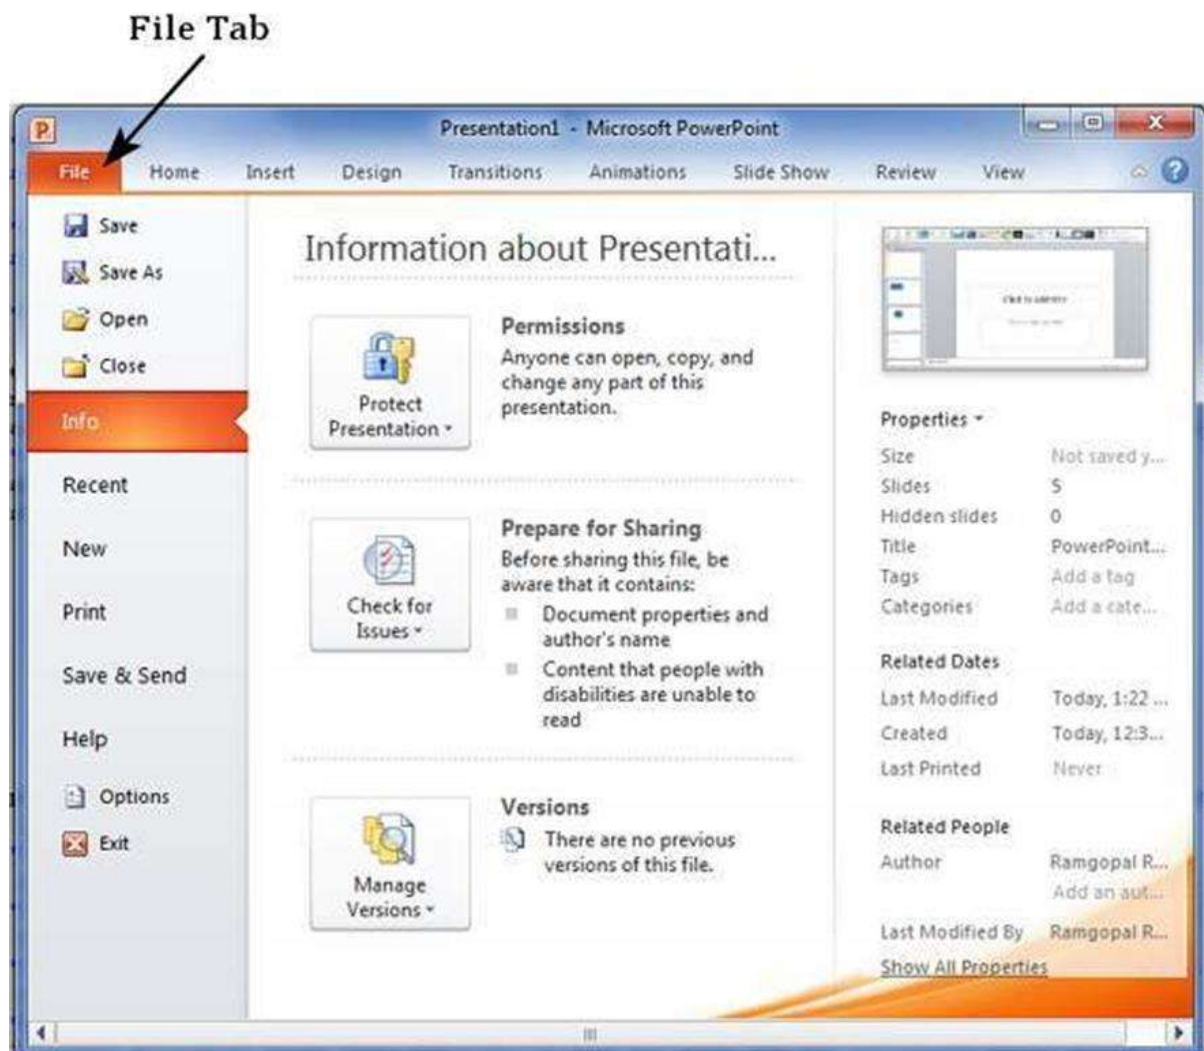 File Tab
Presentation1 - Microsoft PowerPoint
File Home Insert Design Transitions Animations Slide Show Review View
Save
Save As
Open
Close
Info
Recent
New
Print
Save & Send
Help
Options
Exit
Information about Presentati...
Protect
Presentation
Permissions
Anyone can open, copy, and
change any part of this
presentation.
Check for
Issues
Prepare for Sharing
Before sharing this file, be
aware that it contains:
Document properties and
author's name
Content that people with
disabilities are unable to
read
Manage
Versions
Versions
There are no previous
versions of this file.
Properties
Size Not saved y...
Slides 5
Hidden slides 0
Title PowerPoint...
Tags Add a tag
Categories Add a cate...
Related Dates
Last Modified Today, 1:22 ...
Created Today, 12:3...
Last Printed Never
Related People
Author Ramgopal R...
Add an aut...
Last Modified By Ramgopal R...
Show All Properties